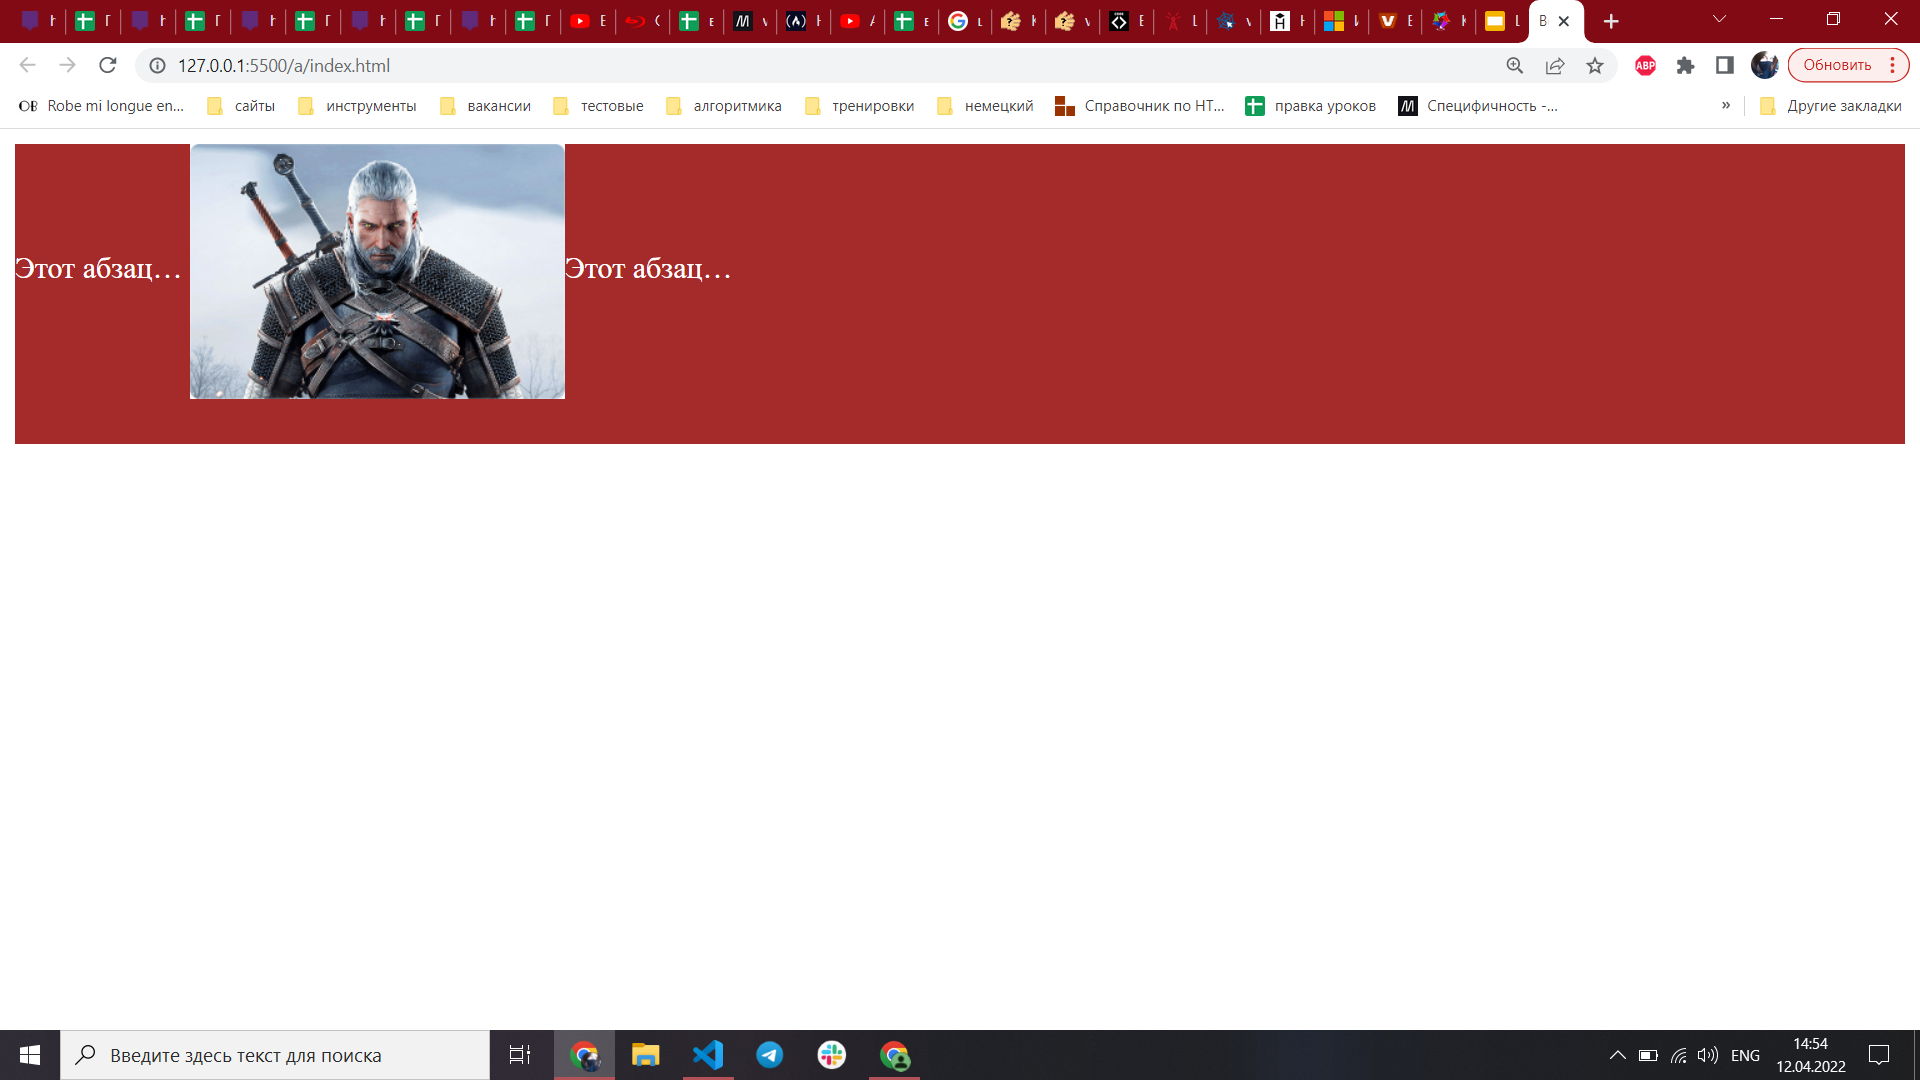 127.0.0.1:5500/a/index.html
ABP
Обновить
OB Robe mi longue en...
сайты
инструменты
вакансии
тестовые
алгоритмика
тренировки
немецкий
Справочник по HT...
правка уроков
Специфичность -...
»
Другие закладки
Этот абзац…
Этот абзац…
Введите здесь текст для поиска
ENG
14:54
12.04.2022